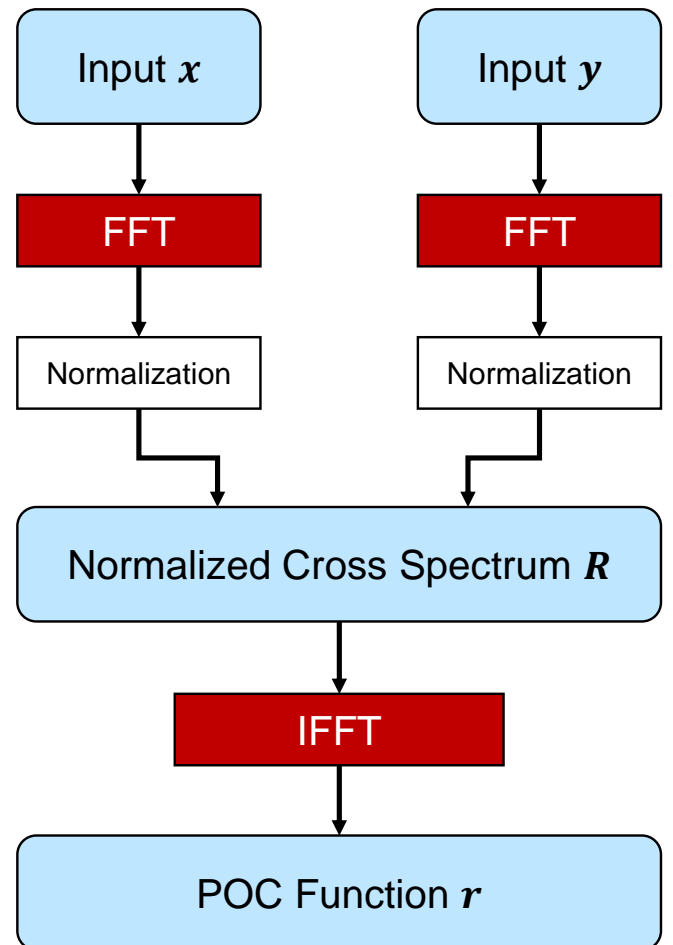 Input x
Input y
FFT
FFT
Normalization
Normalization
Normalized Cross Spectrum R
IFFT
POC Function r